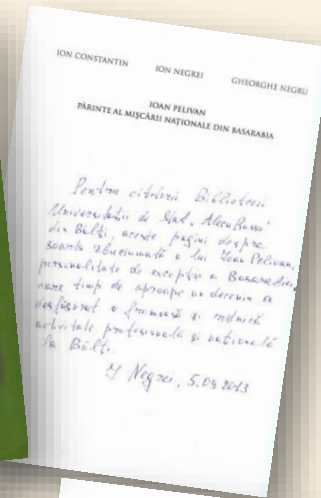 ION CONSTANTIN ION NEGREI GHEORGHE NEGRU
IOAN PELIVAN
PĂRINTE AL MIȘCĂRII NAȚIONALE DIN BASARABIA
Pentru cititorii Bibliotecii
Universității de Stat „Alecu Russo"
din Bălți, aceste pagini despre
soarta zbuciumată a lui Ioan Pelivan,
personalitate de excepție a Basarabiei,
care timp de aproape un deceniu a
desfășurat o frumoasă și rodnică
activitate profesională și națională
la Bălți.
I. Negrei, 5.09.2013